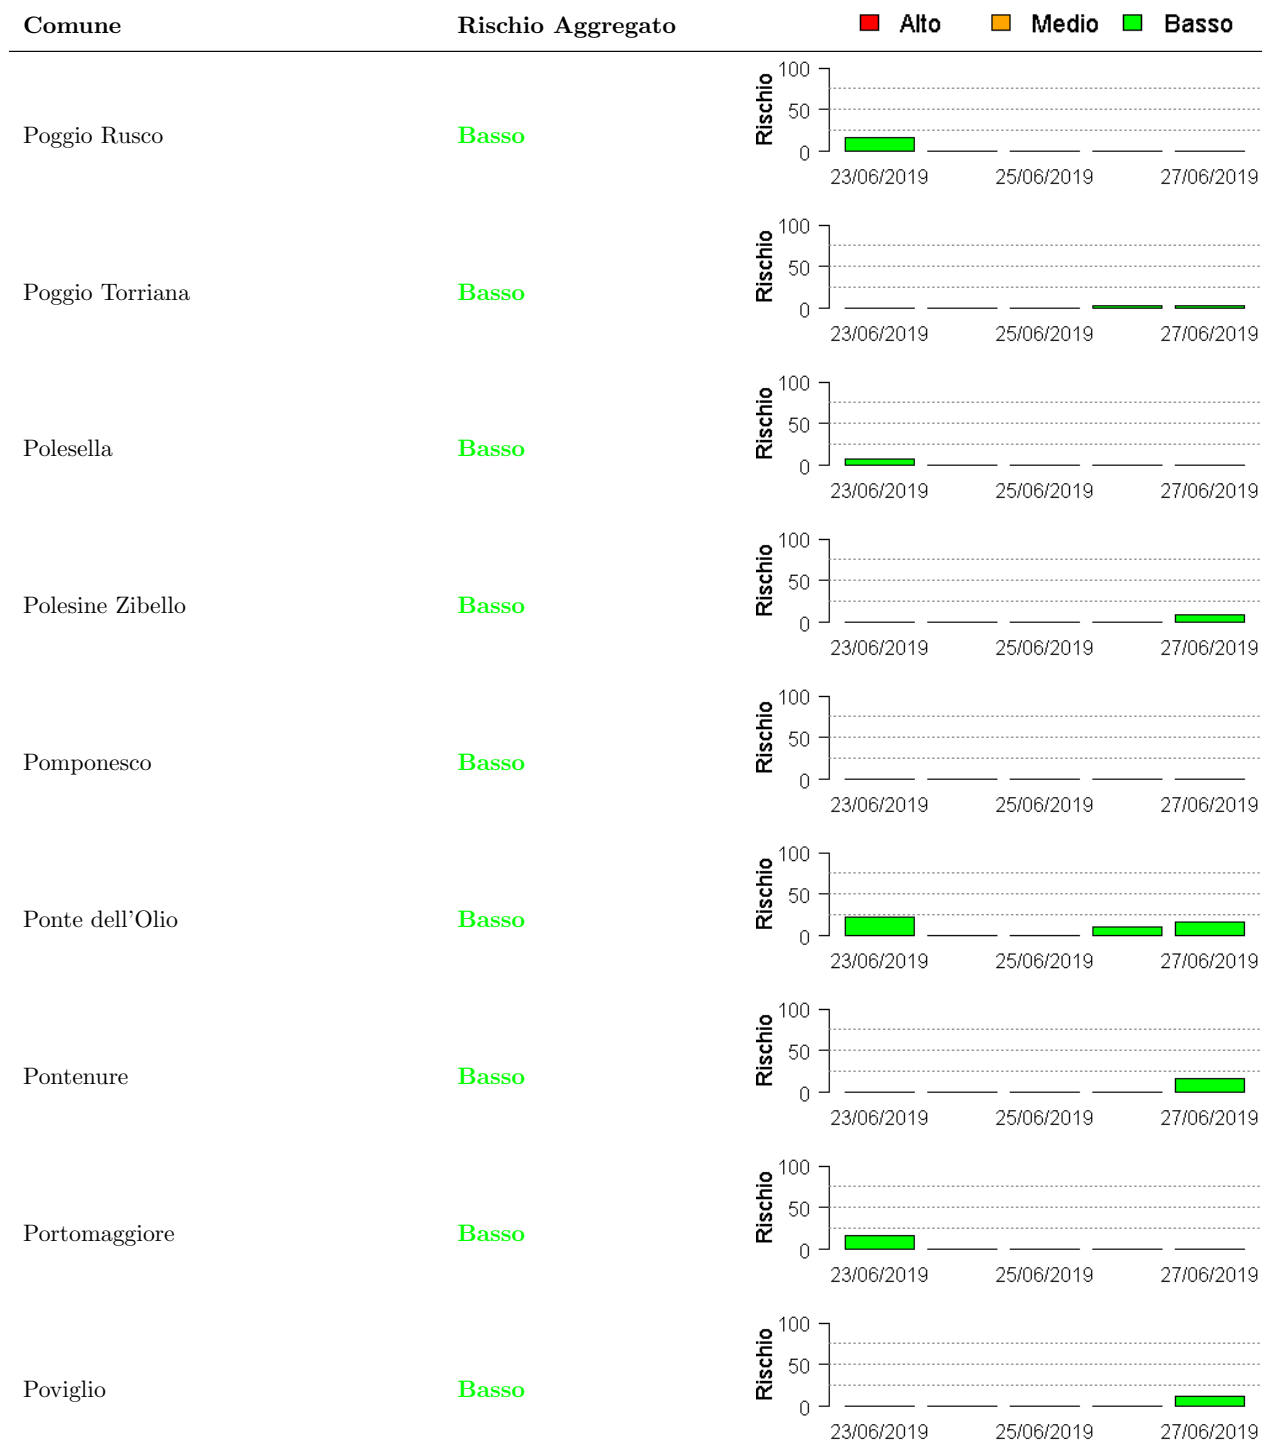 Comune Rischio Aggregato Alto Medio Basso
Poggio Rusco Basso Rischio 100 50 0
23/06/2019 25/06/2019 27/06/2019
Poggio Torriana Basso Rischio 100 50 0
23/06/2019 25/06/2019 27/06/2019
Polesella Basso Rischio 100 50 0
23/06/2019 25/06/2019 27/06/2019
Polesine Zibello Basso Rischio 100 50 0
23/06/2019 25/06/2019 27/06/2019
Pomponesco Basso Rischio 100 50 0
23/06/2019 25/06/2019 27/06/2019
Ponte dell'Olio Basso Rischio 100 50 0
23/06/2019 25/06/2019 27/06/2019
Pontenure Basso Rischio 100 50 0
23/06/2019 25/06/2019 27/06/2019
Portomaggiore Basso Rischio 100 50 0
23/06/2019 25/06/2019 27/06/2019
Poviglio Basso Rischio 100 50 0
23/06/2019 25/06/2019 27/06/2019